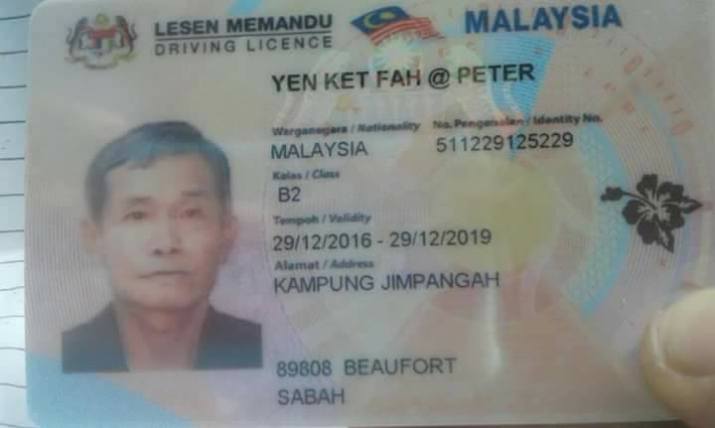 LESEN MEMANDU
DRIVING LICENCE
MALAYSIA
YEN KET FAH @ PETER
Warganegara / Nationality No. Pengenalan / Identity No.
MALAYSIA 511229125229
Kelas / Class
B2
Tempoh / Validity
29/12/2016 - 29/12/2019
Alamat / Address
KAMPUNG JIMPANGAH
89808 BEAUFORT
SABAH